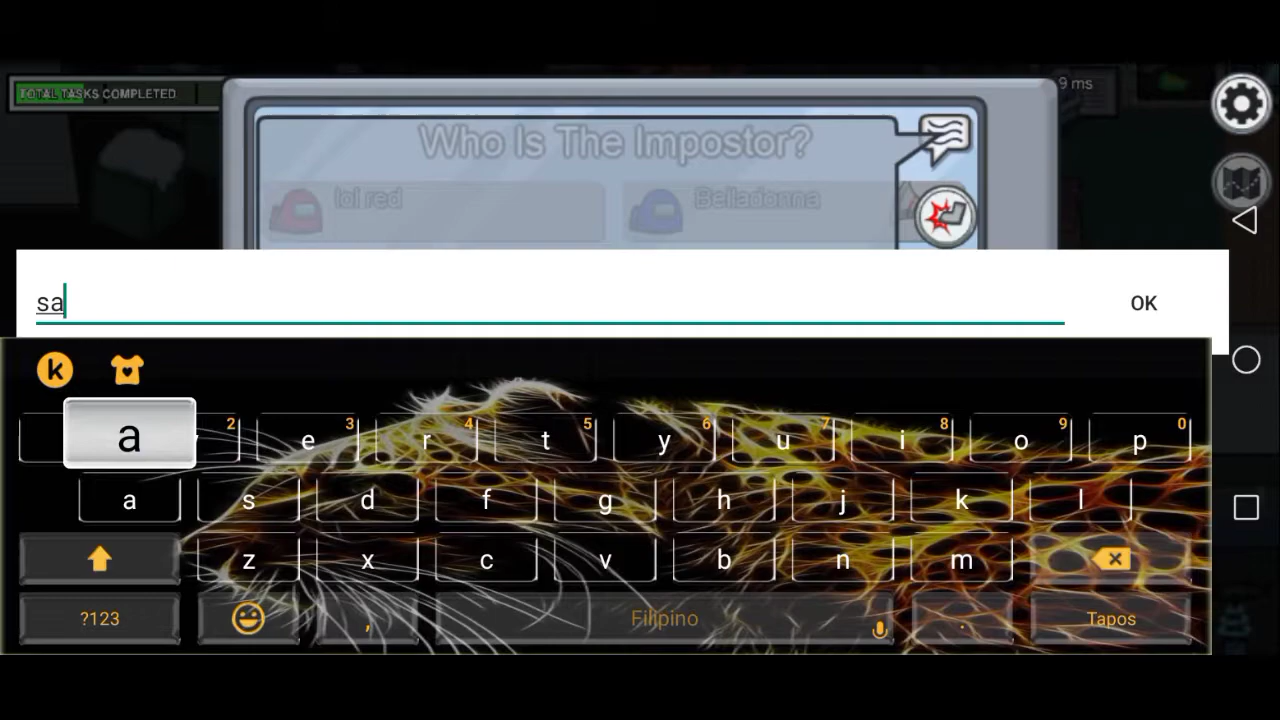 TOTAL TASKS COMPLETED
9 ms
Who Is The Impostor?
lol red
Belladonna
sa
OK
k
a
2 e 3 r 4 t 5 y 6 u 7 i 8 o 9 p 0
a s d f g h j k l
z x c v b n m
?123 , Filipino . Tapos